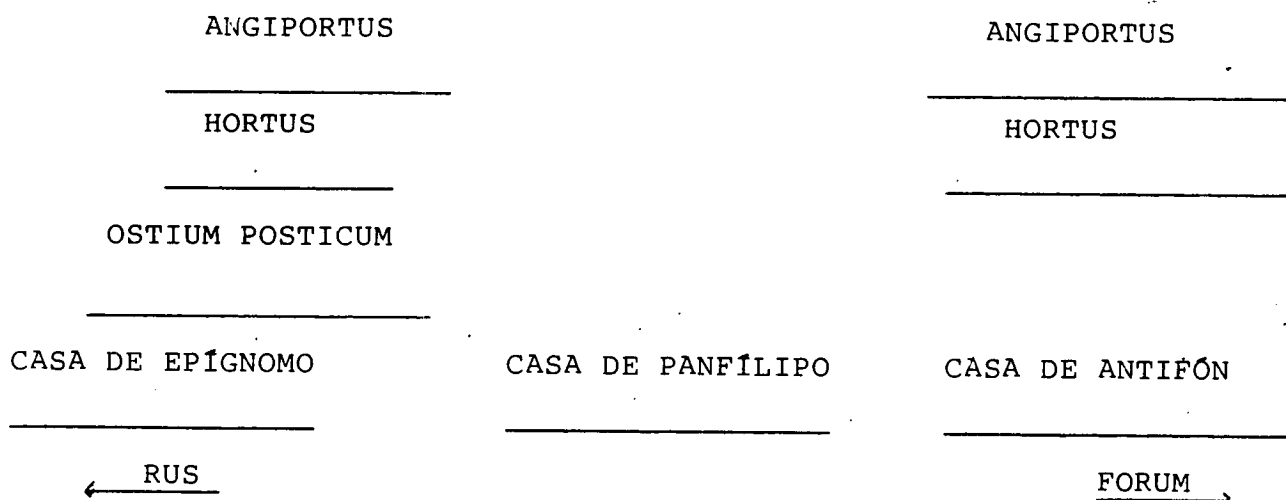 ANGIPORTUS ANGIPORTUS
HORTUS HORTUS
OSTIUM POSTICUM
CASA DE EPÍGNOMO CASA DE PANFÍLIPO CASA DE ANTIFÓN
RUS FORUM